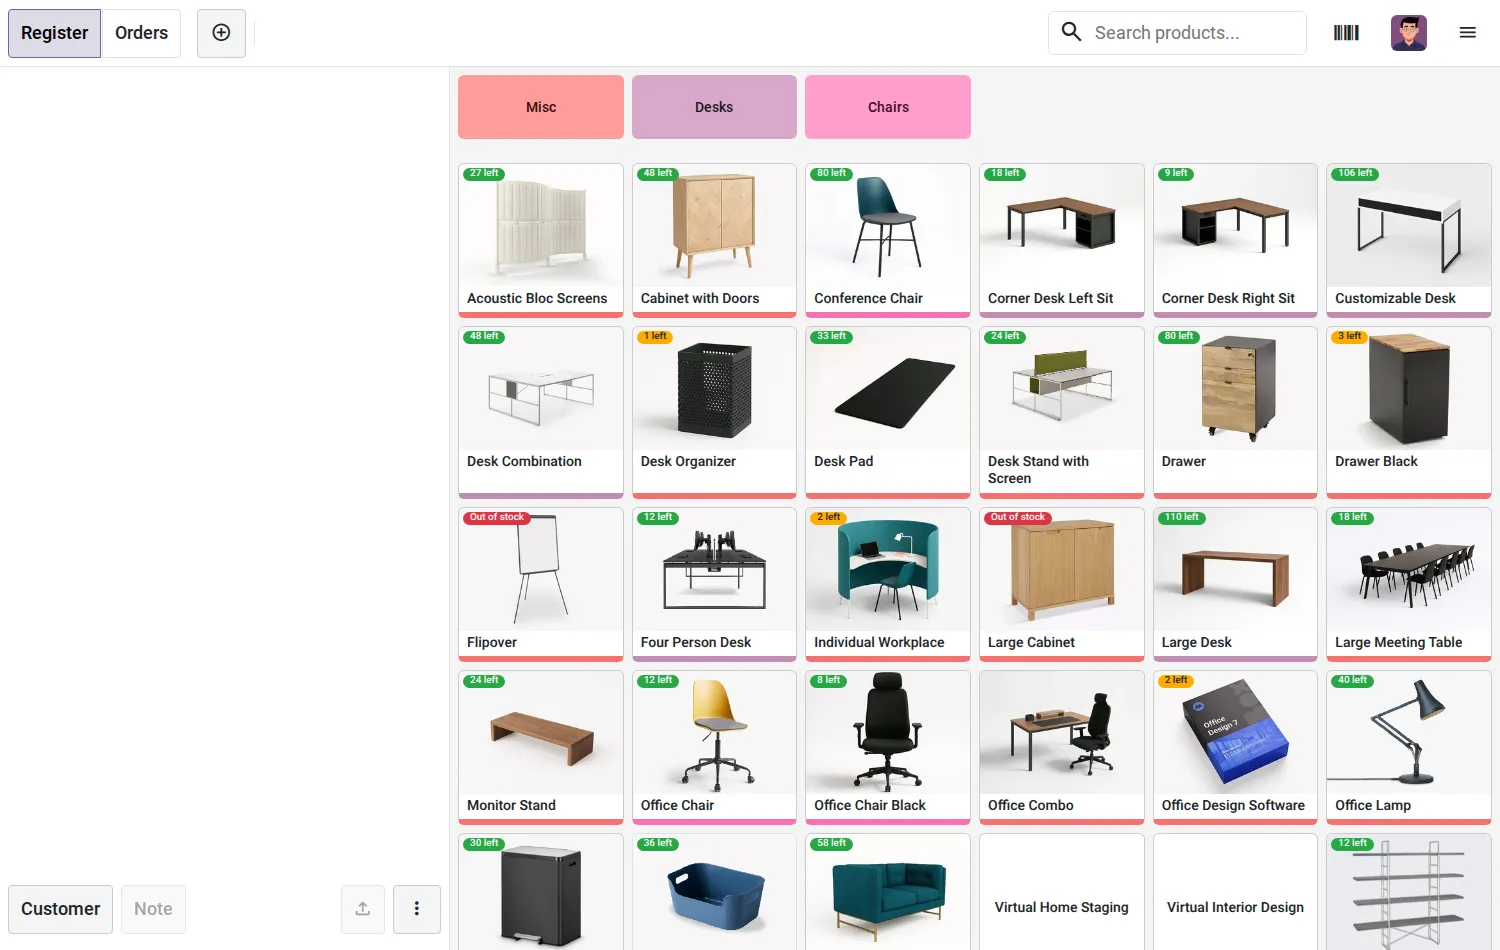 Register
Orders
Search products...
Misc
Desks
Chairs
27 left
48 left
80 left
18 left
9 left
106 left
Acoustic Bloc Screens
Cabinet with Doors
Conference Chair
Corner Desk Left Sit
Corner Desk Right Sit
Customizable Desk
48 left
1 left
33 left
24 left
80 left
3 left
Desk Combination
Desk Organizer
Desk Pad
Desk Stand with
Screen
Drawer
Drawer Black
Out of stock
12 left
2 left
Out of stock
110 left
18 left
Flipover
Four Person Desk
Individual Workplace
Large Cabinet
Large Desk
Large Meeting Table
24 left
12 left
8 left
2 left
40 left
Office
Design 7
Monitor Stand
Office Chair
Office Chair Black
Office Combo
Office Design Software
Office Lamp
30 left
36 left
58 left
12 left
Virtual Home Staging
Virtual Interior Design
Customer
Note